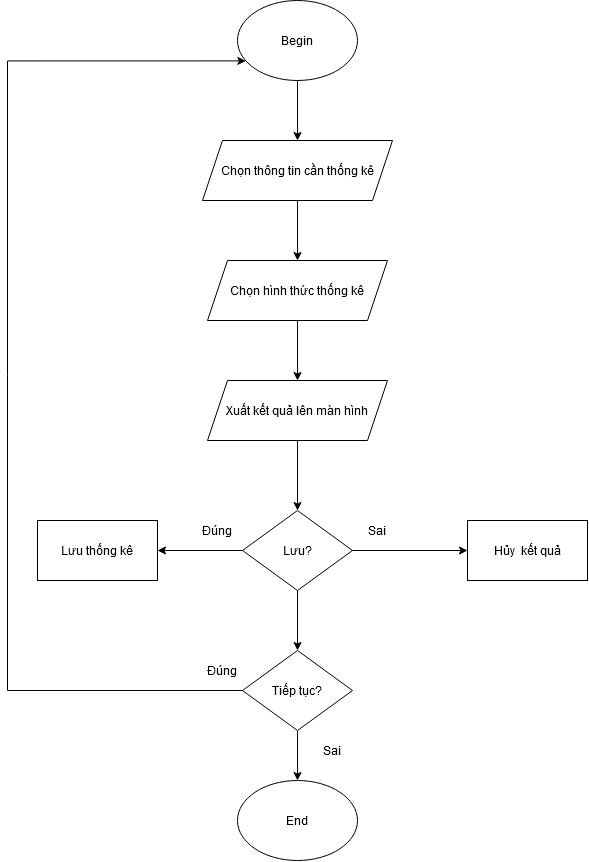 Begin
Chọn thông tin cần thống kê
Chọn hình thức thống kê
Xuất kết quả lên màn hình
Đúng
Sai
Lưu thống kê
Lưu?
Hủy kết quả
Đúng
Tiếp tục?
Sai
End